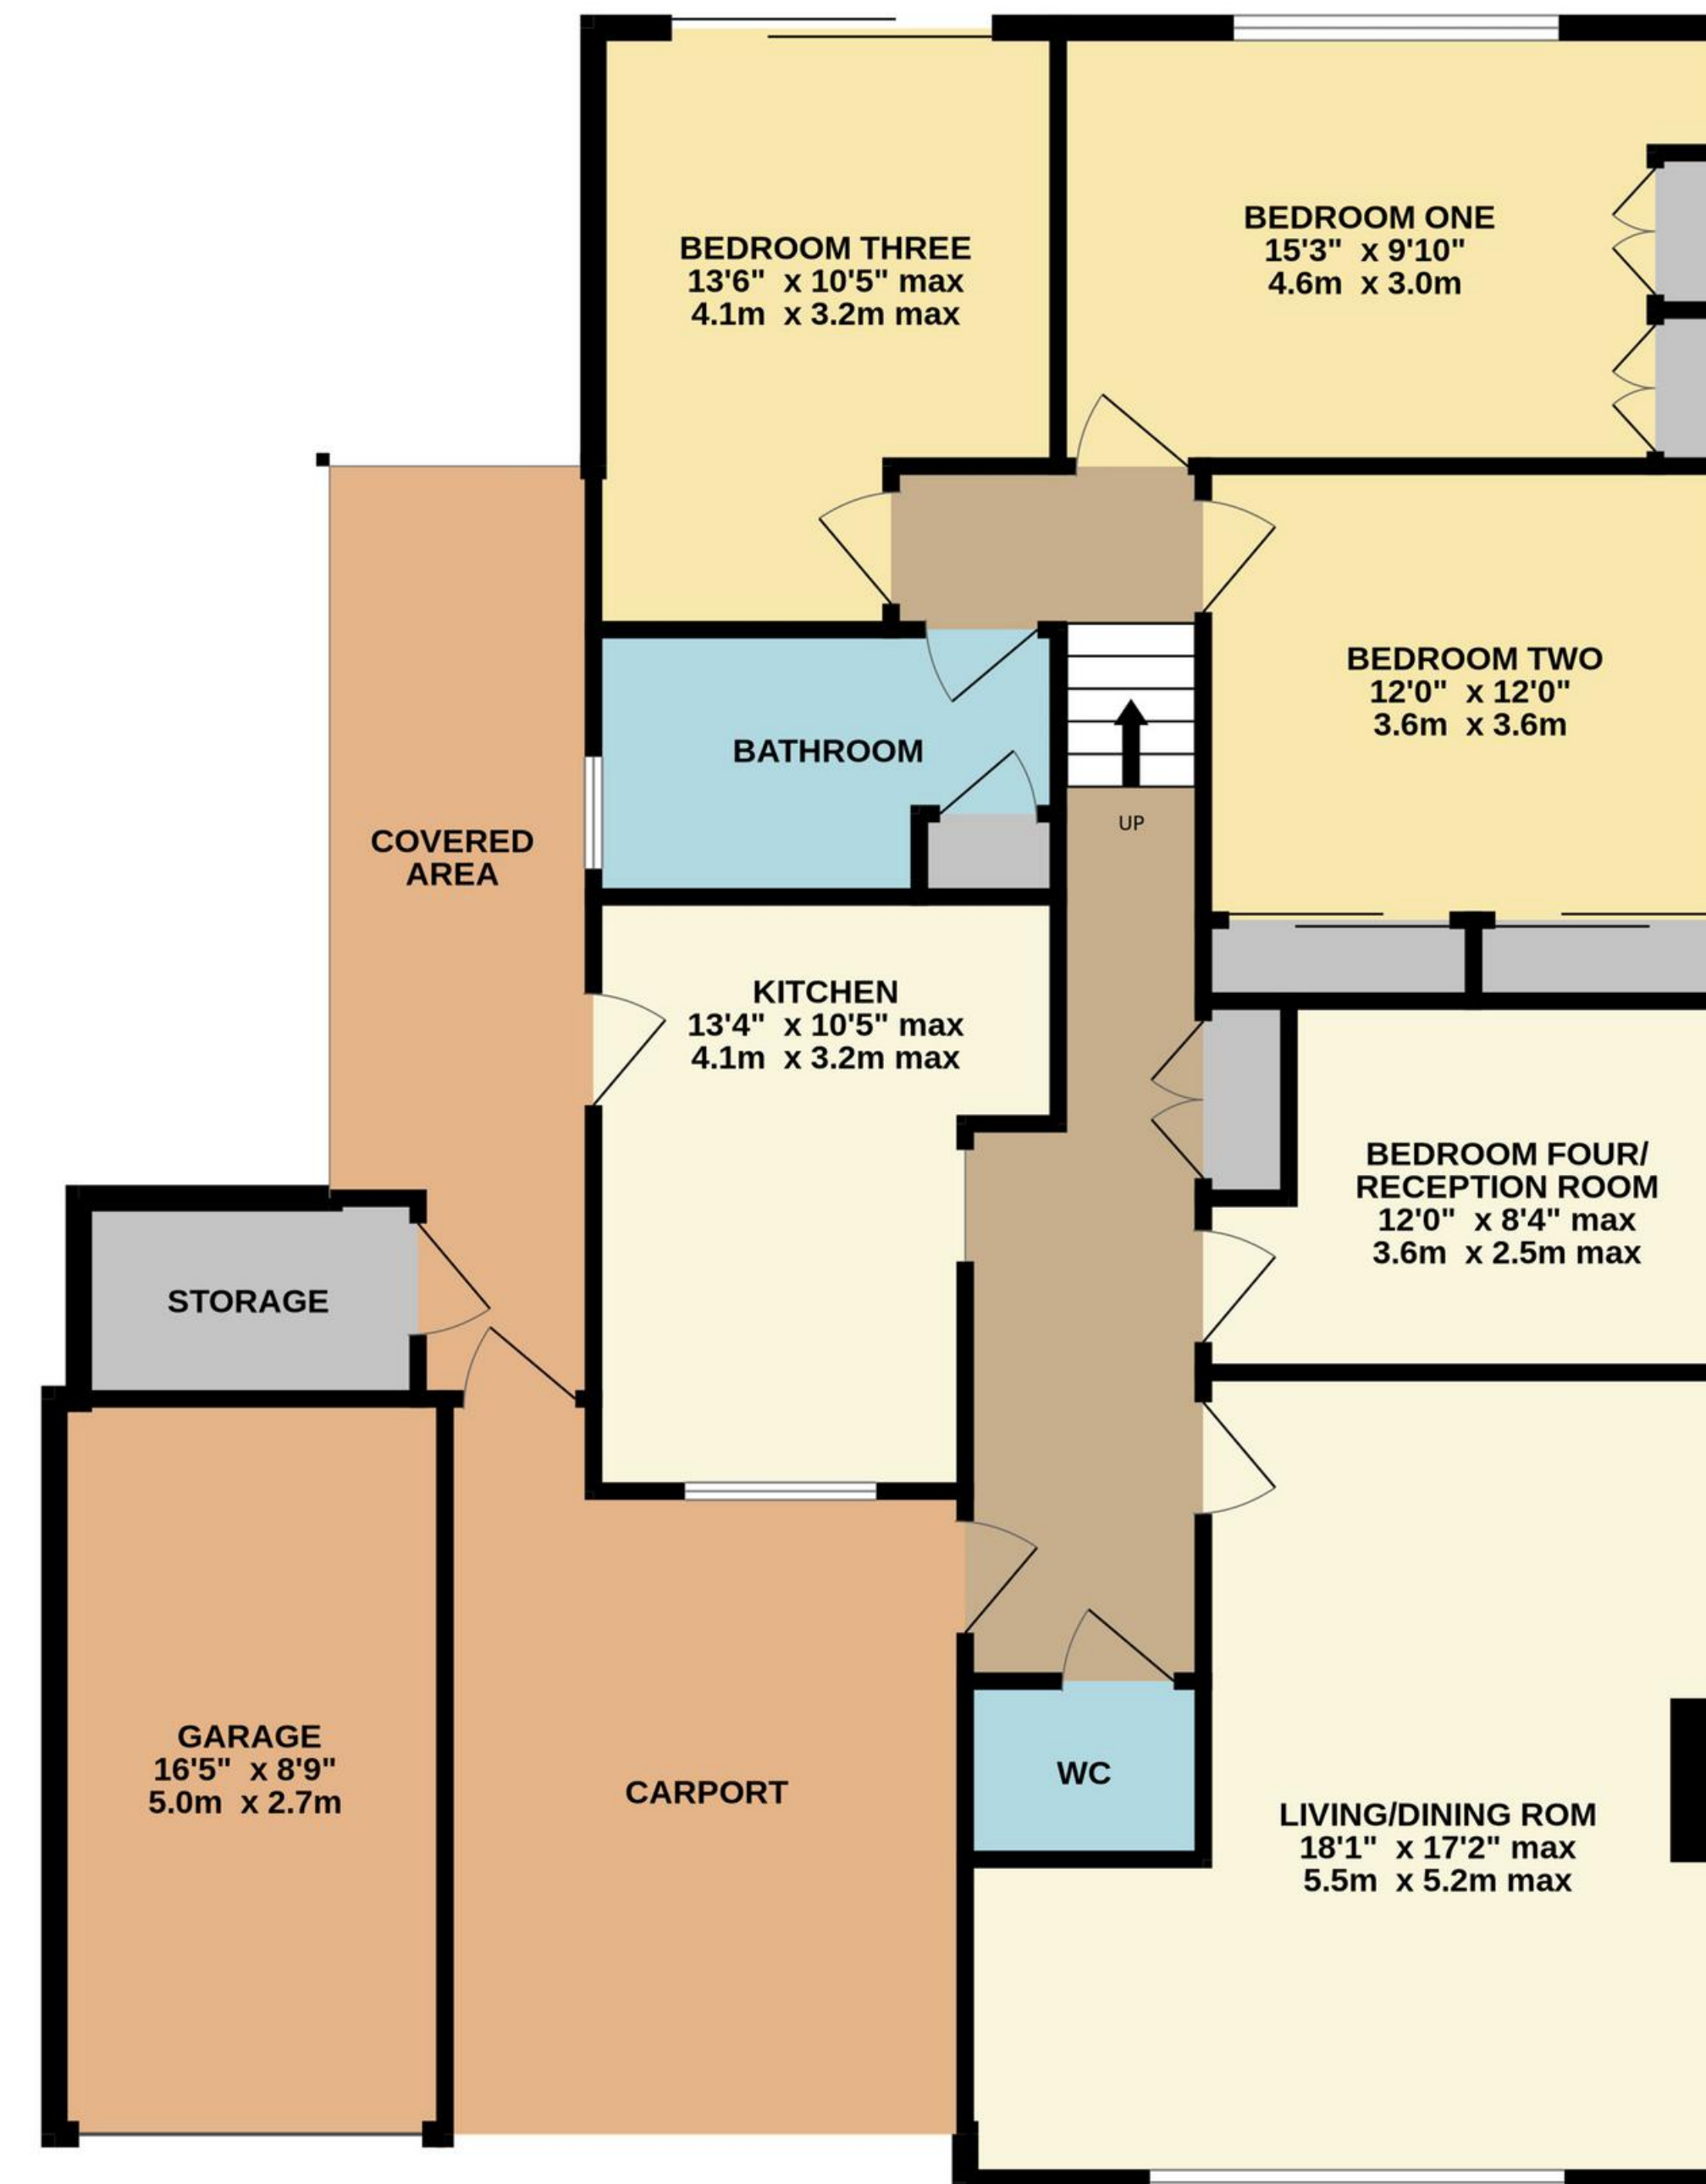 BEDROOM ONE
15'3" x 9'10"
4.6m x 3.0m
BEDROOM THREE
13'6" x 10'5" max
4.1m x 3.2m max
BEDROOM TWO
12'0" x 12'0"
3.6m x 3.6m
BATHROOM
UP
COVERED
AREA
KITCHEN
13'4" x 10'5" max
4.1m x 3.2m max
BEDROOM FOUR/
RECEPTION ROOM
12'0" x 8'4" max
3.6m x 2.5m max
STORAGE
GARAGE
16'5" x 8'9"
5.0m x 2.7m
CARPORT
WC
LIVING/DINING ROM
18'1" x 17'2" max
5.5m x 5.2m max